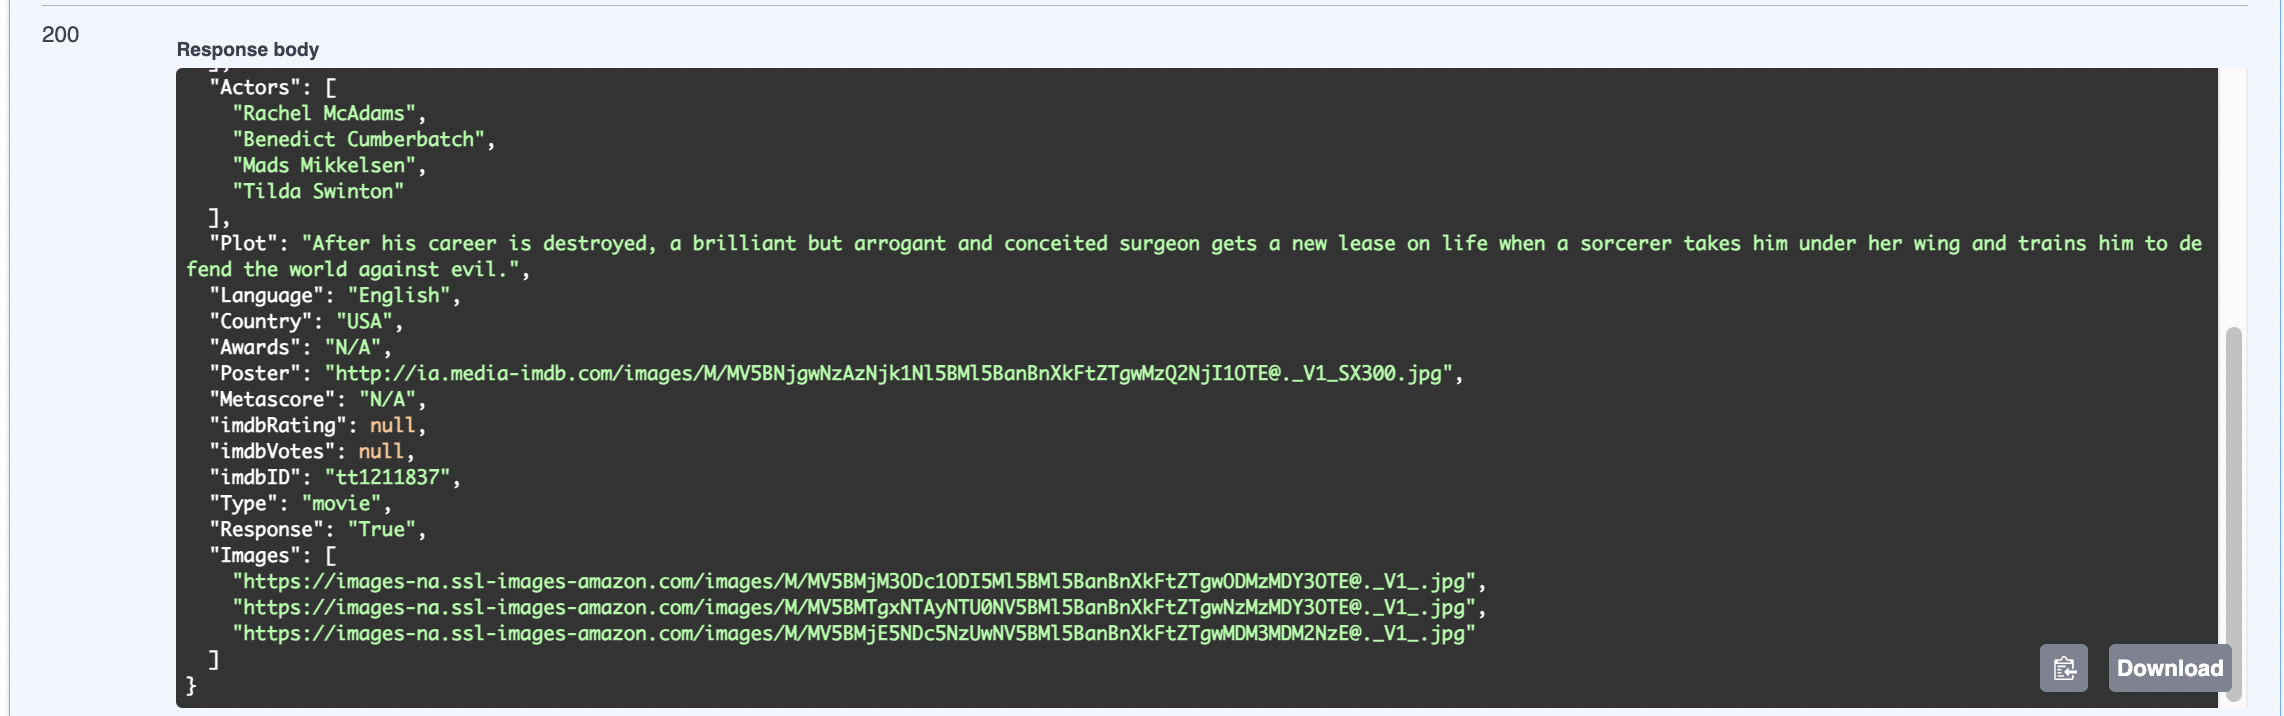 200
Response body
],
"Actors": [
"Rachel McAdams",
"Benedict Cumberbatch",
"Mads Mikkelsen",
"Tilda Swinton"
],
"Plot": "After his career is destroyed, a brilliant but arrogant and conceited surgeon gets a new lease on life when a sorcerer takes him under her wing and trains him to de
fend the world against evil.",
"Language": "English",
"Country": "USA",
"Awards": "N/A",
"Poster": "http://ia.media-imdb.com/images/M/MV5BNjgwNzAzNjk1Nl5BMl5BanBnXkFtZTgwMzQ2NjI1OTE@._V1_SX300.jpg",
"Metascore": "N/A",
"imdbRating": null,
"imdbVotes": null,
"imdbID": "tt1211837",
"Type": "movie",
"Response": "True",
"Images": [
"https://images-na.ssl-images-amazon.com/images/M/MV5BMjM3ODc1ODI5Ml5BMl5BanBnXkFtZTgwODMzMDY3OTE@._V1_.jpg",
"https://images-na.ssl-images-amazon.com/images/M/MV5BMTgxNTAyNTU0NV5BMl5BanBnXkFtZTgwNzMzMDY3OTE@._V1_.jpg",
"https://images-na.ssl-images-amazon.com/images/M/MV5BMjE5NDc5NzUwNV5BMl5BanBnXkFtZTgwMDM3MDM2NzE@._V1_.jpg"
]
}
Download